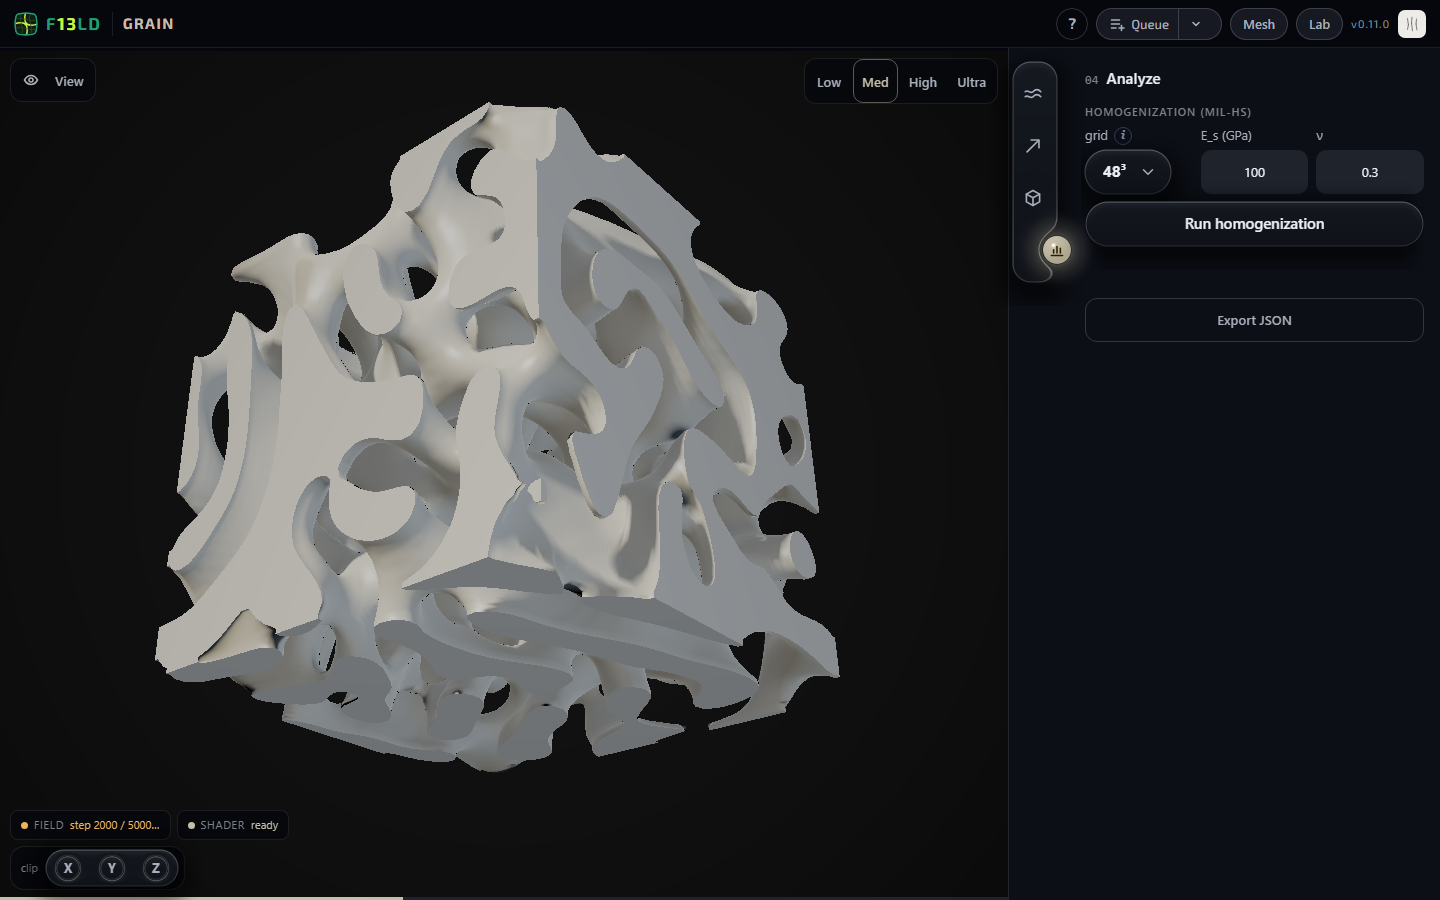 F13LD GRAIN
? Queue Mesh Lab v0.11.0
View
Low Med High Ultra
04 Analyze
HOMOGENIZATION (MIL-HS)
grid i E_s (GPa) ν
48³ 100 0.3
Run homogenization
Export JSON
FIELD step 2000 / 5000... SHADER ready
clip X Y Z